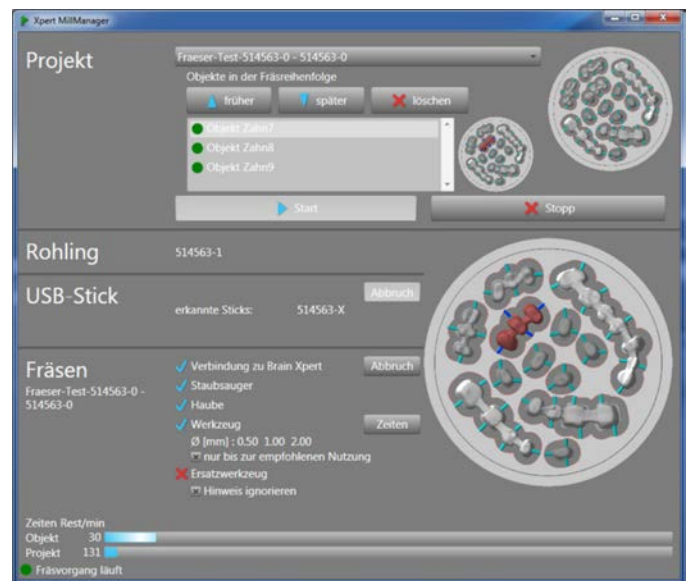 Xpert MillManager
Projekt
Fraeser-Test-514563-0 - 514563-0
Objekte in der Fräsreihenfolge
früher
später
löschen
Objekt Zahn7
Objekt Zahn8
Objekt Zahn9
Start
Stopp
Rohling
514563-1
USB-Stick
Abbruch
erkannte Sticks: 514563-X
Fräsen
Fraeser-Test-514563-0 -
514563-0
Verbindung zu Brain Xpert
Abbruch
Staubsauger
Haube
Werkzeug
Zeiten
Ø [mm] : 0.50 1.00 2.00
nur bis zur empfohlenen Nutzung
Ersatzwerkzeug
Hinweis ignorieren
Zeiten Rest/min
Objekt 30
Projekt 131
Fräsvorgang läuft